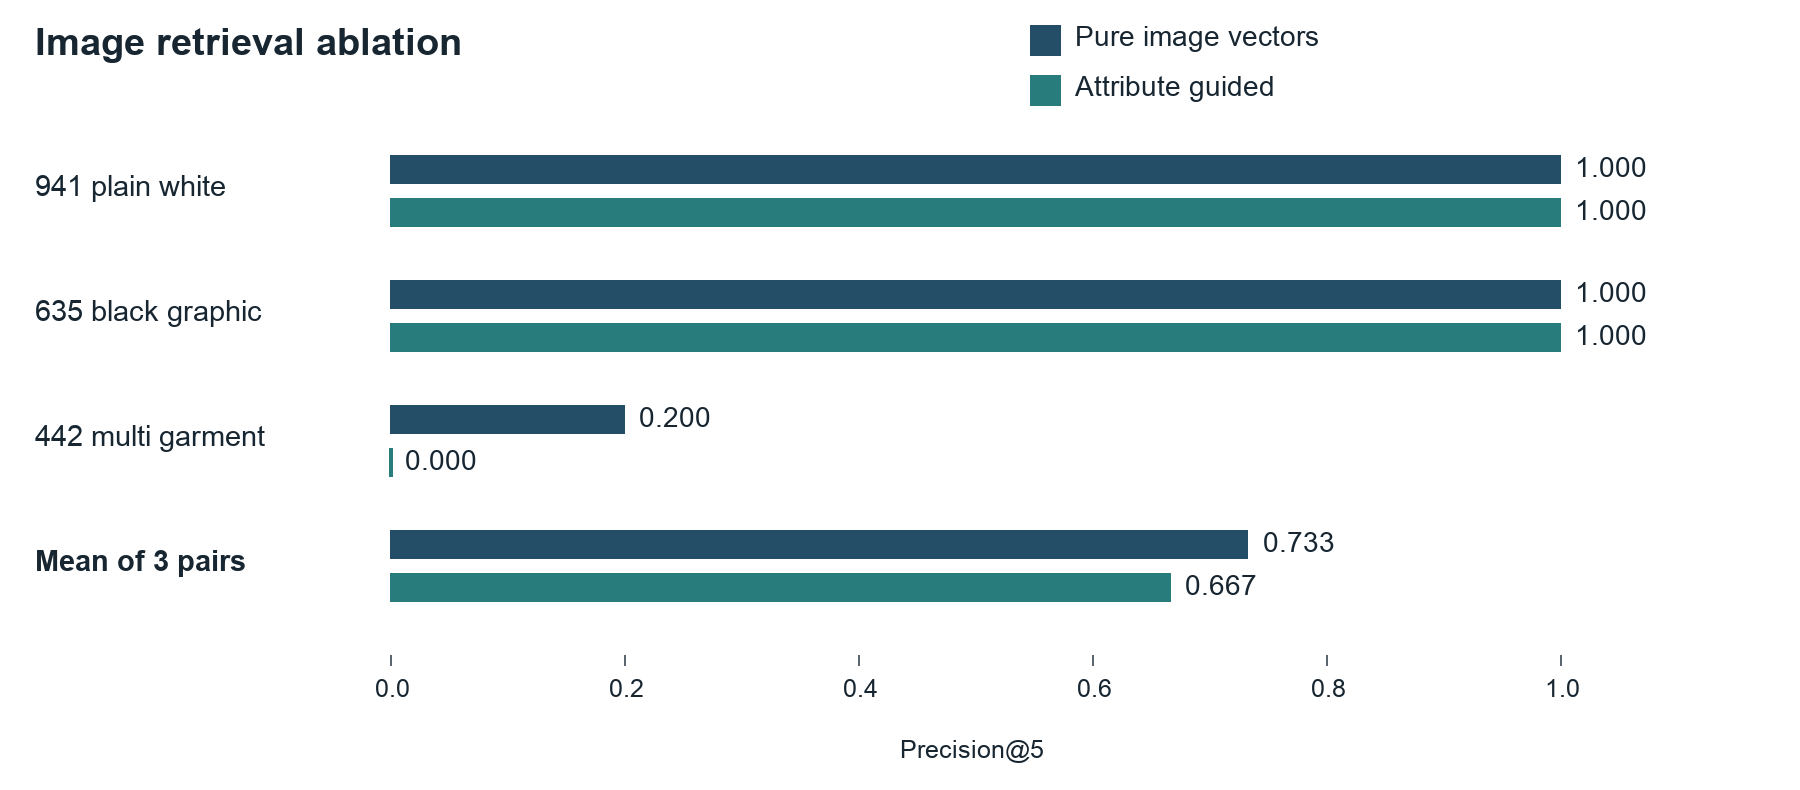 Image retrieval ablation
Pure image vectors
Attribute guided
941 plain white
1.000
1.000
635 black graphic
1.000
1.000
442 multi garment
0.200
0.000
Mean of 3 pairs
0.733
0.667
0.0 0.2 0.4 0.6 0.8 1.0
Precision@5